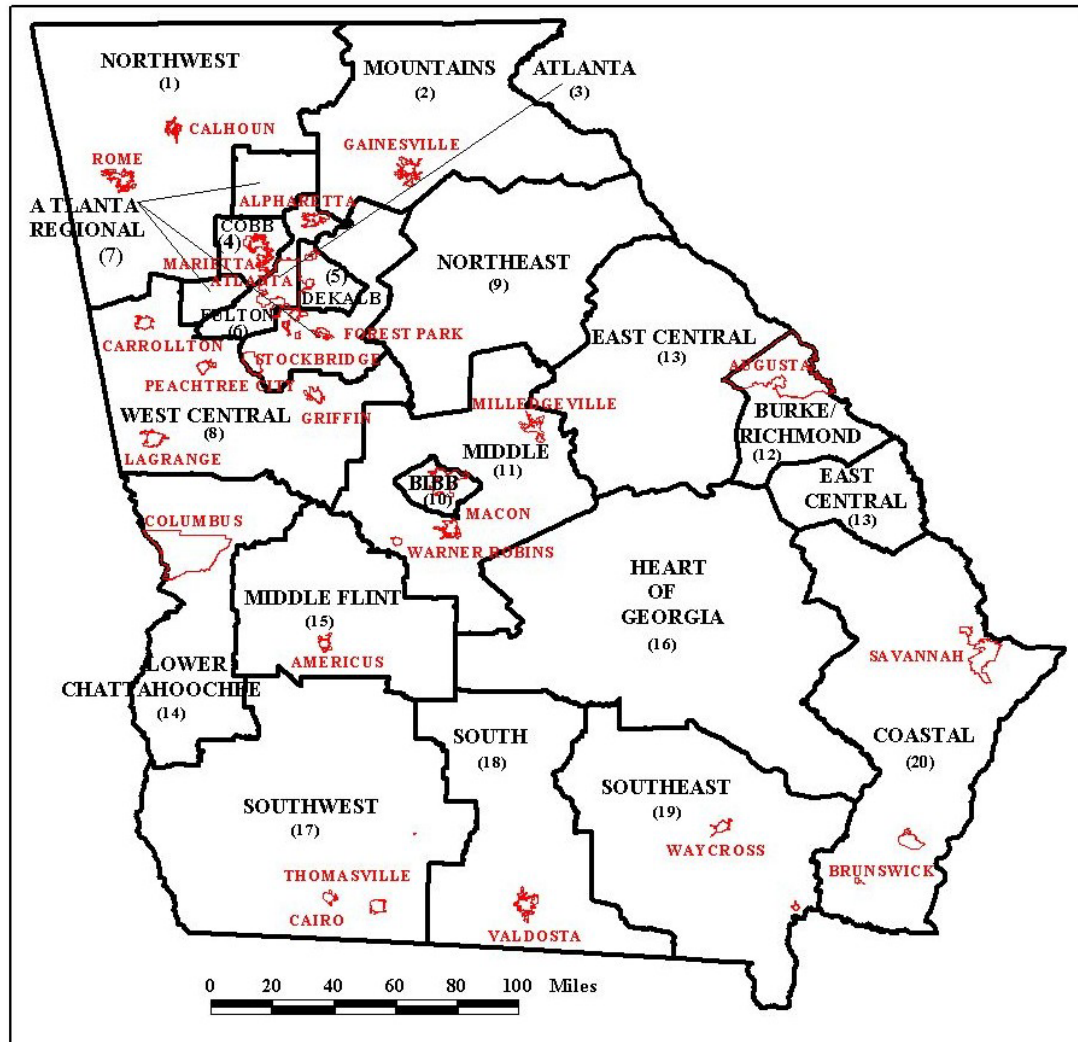 NORTHWEST
(1)
MOUNTAINS
(2)
ATLANTA
(3)
CALHOUN
ROME
GAINESVILLE
ATLANTA
REGIONAL
(7)
ALPHARETTA
COBB
(4)
MARIETTA
ATLANTA
(5)
DEKALB
FULTON
(6)
NORTHEAST
(9)
FOREST PARK
CARROLLTON
STOCKBRIDGE
PEACHTREE CITY
GRIFFIN
WEST CENTRAL
(8)
LAGRANGE
EAST CENTRAL
(13)
AUGUSTA
BURKE/
RICHMOND
(12)
MILLEDGEVILLE
MIDDLE
(11)
BIBB
(10)
MACON
WARNER ROBINS
EAST
CENTRAL
(13)
COLUMBUS
MIDDLE FLINT
(15)
AMERICUS
HEART
OF
GEORGIA
(16)
LOWER
CHATTAHOOCHEE
(14)
SAVANNAH
COASTAL
(20)
SOUTH
(18)
SOUTHEAST
(19)
WAYCROSS
SOUTHWEST
(17)
THOMASVILLE
CAIRO
VALDOSTA
BRUNSWICK
0 20 40 60 80 100 Miles